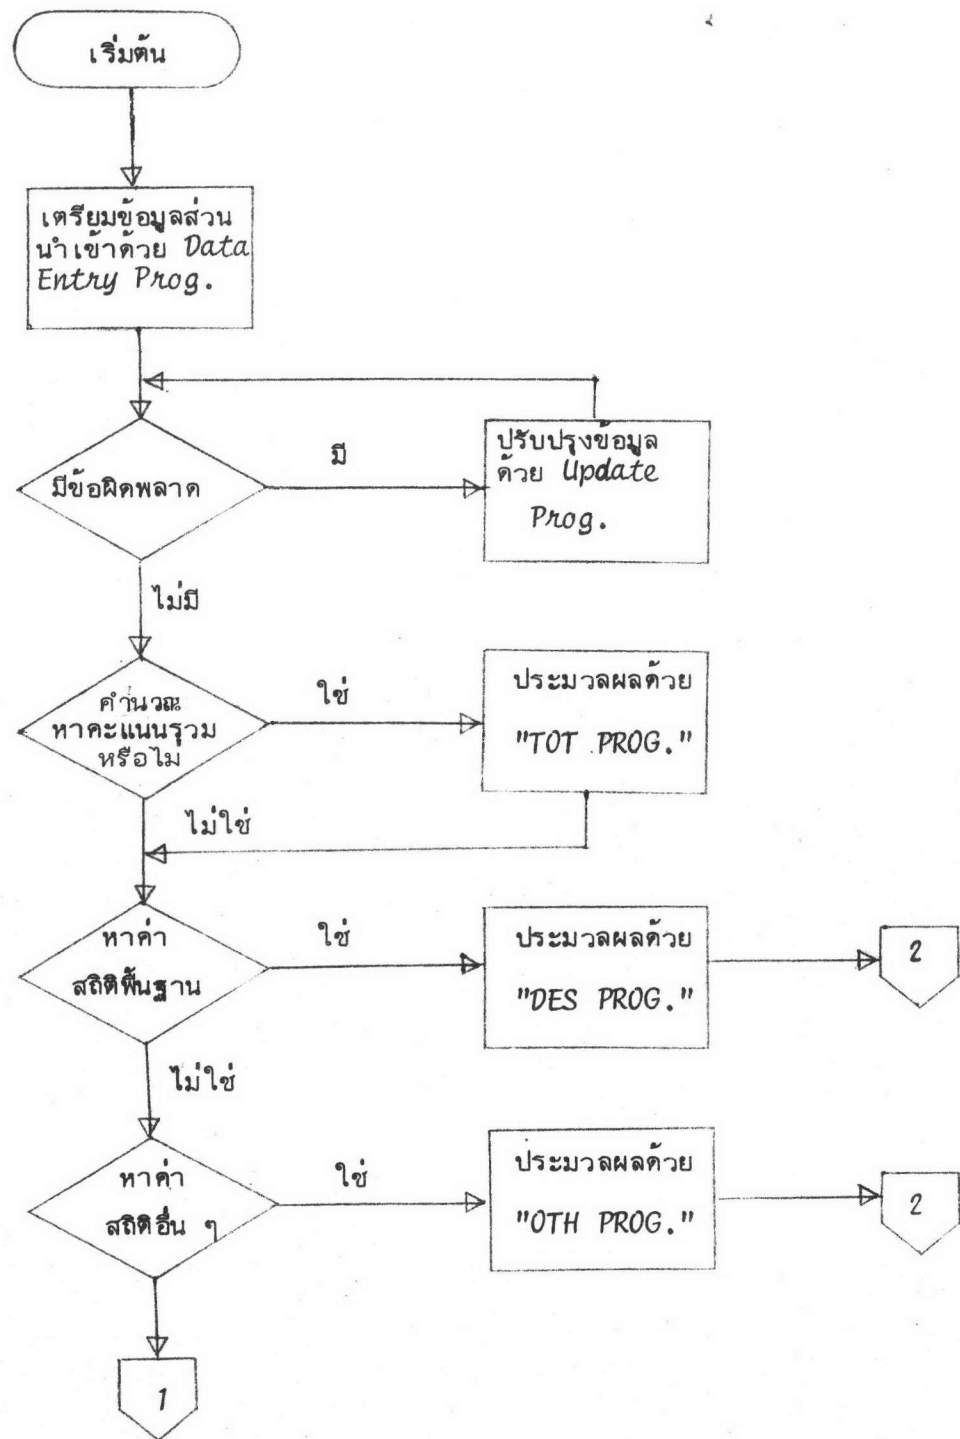 เริ่มต้น
เตรียมข้อมูลส่วน
นำเข้าด้วย Data
Entry Prog.
มีข้อผิดพลาด
มี
ปรับปรุงข้อมูล
ด้วย Update
Prog.
ไม่มี
คำนวณ
หาคะแนนรวม
หรือไม่
ใช่
ประมวลผลด้วย
"TOT PROG."
ไม่ใช่
หาค่า
สถิติพื้นฐาน
ใช่
ประมวลผลด้วย
"DES PROG."
2
ไม่ใช่
หาค่า
สถิติอื่น ๆ
ใช่
ประมวลผลด้วย
"OTH PROG."
2
1